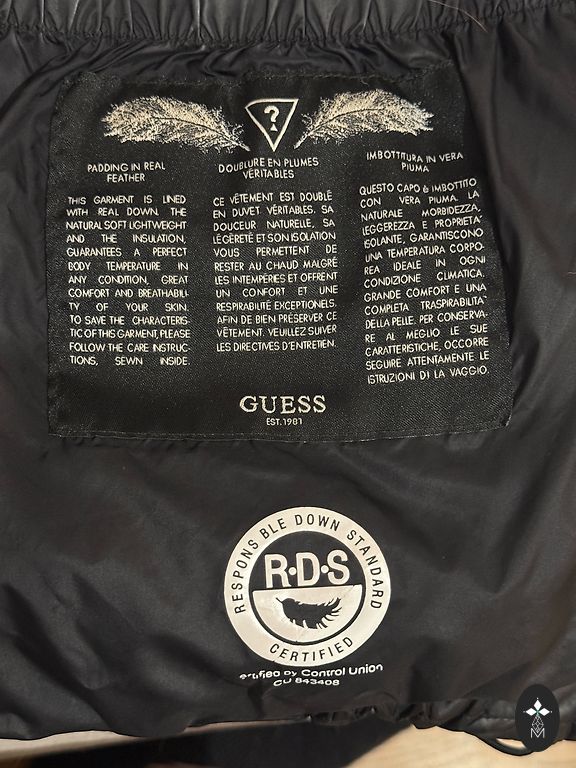 ?
PADDING IN REAL
FEATHER
THIS GARMENT IS LINED
WITH REAL DOWN. THE
NATURAL SOFT LIGHTWEIGHT
AND THE INSULATION,
GUARANTEES A PERFECT
BODY TEMPERATURE IN
ANY CONDITION, GREAT
COMFORT AND BREATHABILI
TY OF YOUR SKIN.
TO SAVE THE CHARACTERIS-
TIC OF THIS GARMENT, PLEASE
FOLLOW THE CARE INSTRUC
TIONS, SEWN INSIDE.
DOUBLURE EN PLUMES
VÉRITABLES
CE VÊTEMENT EST DOUBLÉ
EN DUVET VÉRITABLES. SA
DOUCEUR NATURELLE, SA
LÉGÈRETÉ ET SON ISOLATION
VOUS PERMETTENT DE
RESTER AU CHAUD MALGRÉ
LES INTEMPÉRIES ET OFFRENT
UN CONFORT ET UNE
RESPIRABILITÉ EXCEPTIONELS.
AFIN DE BIEN PRÉSERVER CE
VÊTEMENT, VEUILLEZ SUIVER
LES DIRECTIVES D'ENTRETIEN.
IMBOTTITURA IN VERA
PIUMA
QUESTO CAPO è IMBOTTITO
CON VERA PIUMA. LA
NATURALE MORBIDEZZA,
LEGGEREZZA E PROPRIETA'
ISOLANTE, GARANTISCONO
UNA TEMPERATURA CORPO-
REA IDEALE IN OGNI
CONDIZIONE CLIMATICA,
GRANDE COMFORT E UNA
COMPLETA TRASPIRABILITA'
DELLA PELLE. PER CONSERVA-
RE AL MEGLIO LE SUE
CARATTERISTICHE, OCCORRE
SEGUIRE ATTENTAMENTE LE
ISTRUZIONI DI LA VAGGIO.
GUESS
EST.1981
RESPONS BLE DOWN STANDARD
R·D·S
CERTIFIED
by Control Union
CU 843408
M